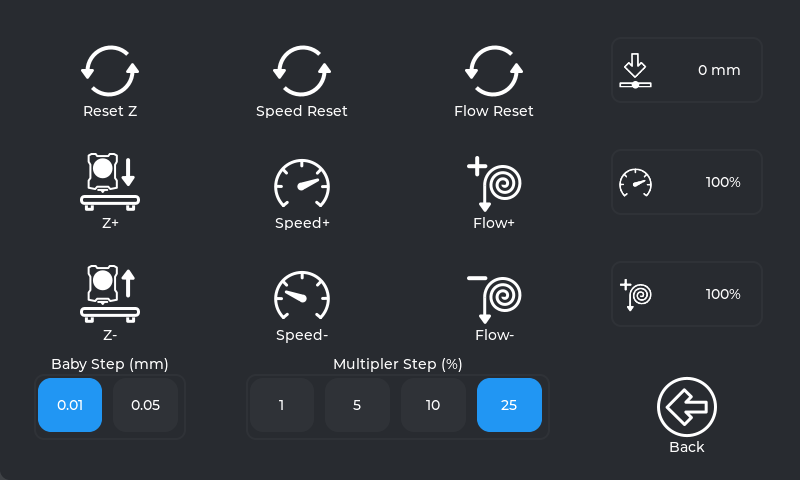 Reset Z
Speed Reset
Flow Reset
0 mm
Z+
Speed+
Flow+
100%
Z-
Speed-
Flow-
100%
Baby Step (mm)
0.01
0.05
Multipler Step (%)
1
5
10
25
Back